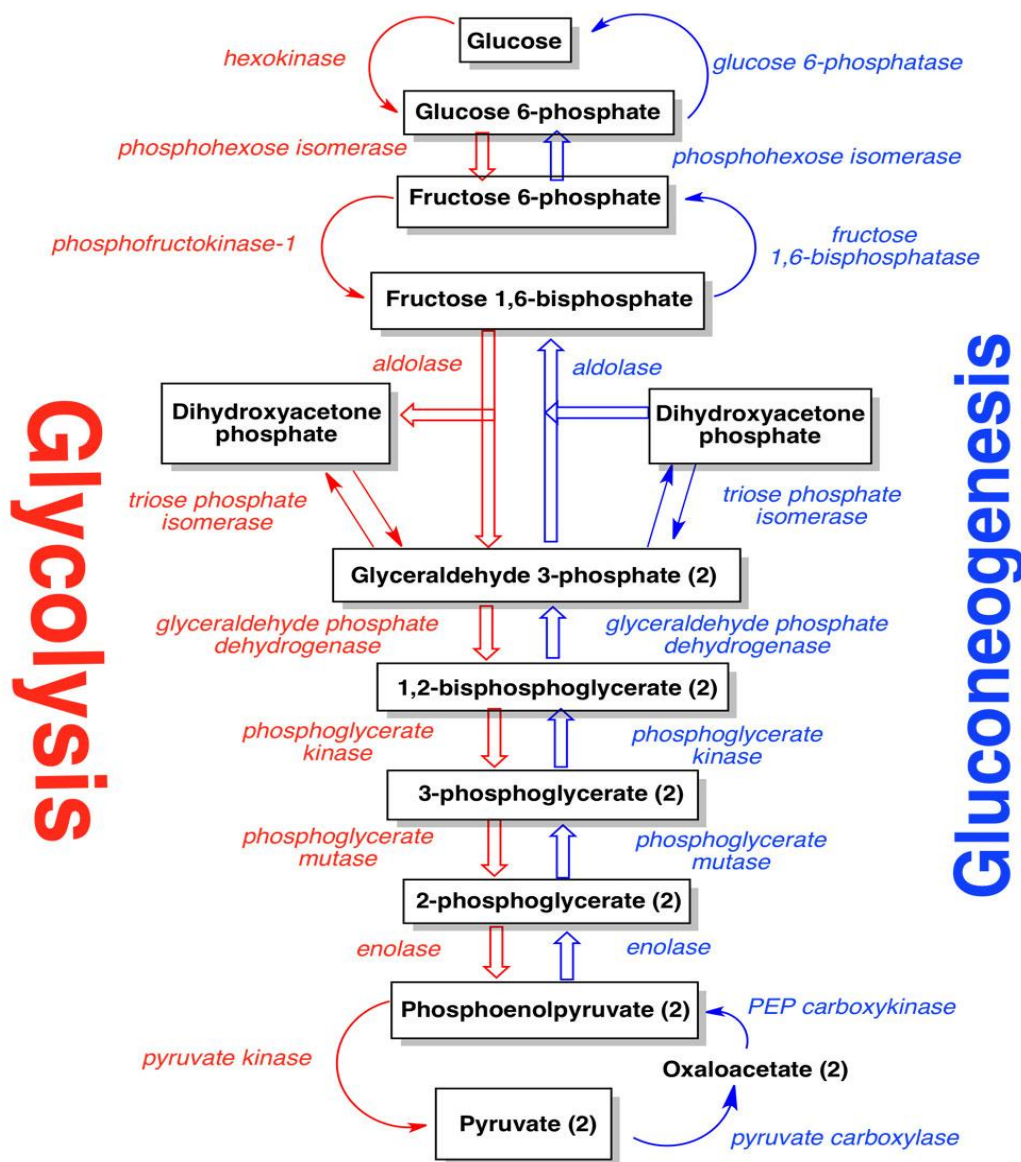 Glucose
hexokinase
glucose 6-phosphatase
Glucose 6-phosphate
phosphohexose isomerase
phosphohexose isomerase
Fructose 6-phosphate
phosphofructokinase-1
fructose
1,6-bisphosphatase
Fructose 1,6-bisphosphate
aldolase
aldolase
Dihydroxyacetone
phosphate
Dihydroxyacetone
phosphate
triose phosphate
isomerase
triose phosphate
isomerase
Glyceraldehyde 3-phosphate (2)
glyceraldehyde phosphate
dehydrogenase
glyceraldehyde phosphate
dehydrogenase
1,2-bisphosphoglycerate (2)
phosphoglycerate
kinase
phosphoglycerate
kinase
3-phosphoglycerate (2)
phosphoglycerate
mutase
phosphoglycerate
mutase
2-phosphoglycerate (2)
enolase
enolase
Phosphoenolpyruvate (2)
PEP carboxykinase
pyruvate kinase
Oxaloacetate (2)
Pyruvate (2)
pyruvate carboxylase
Glycolysis
Gluconeogenesis